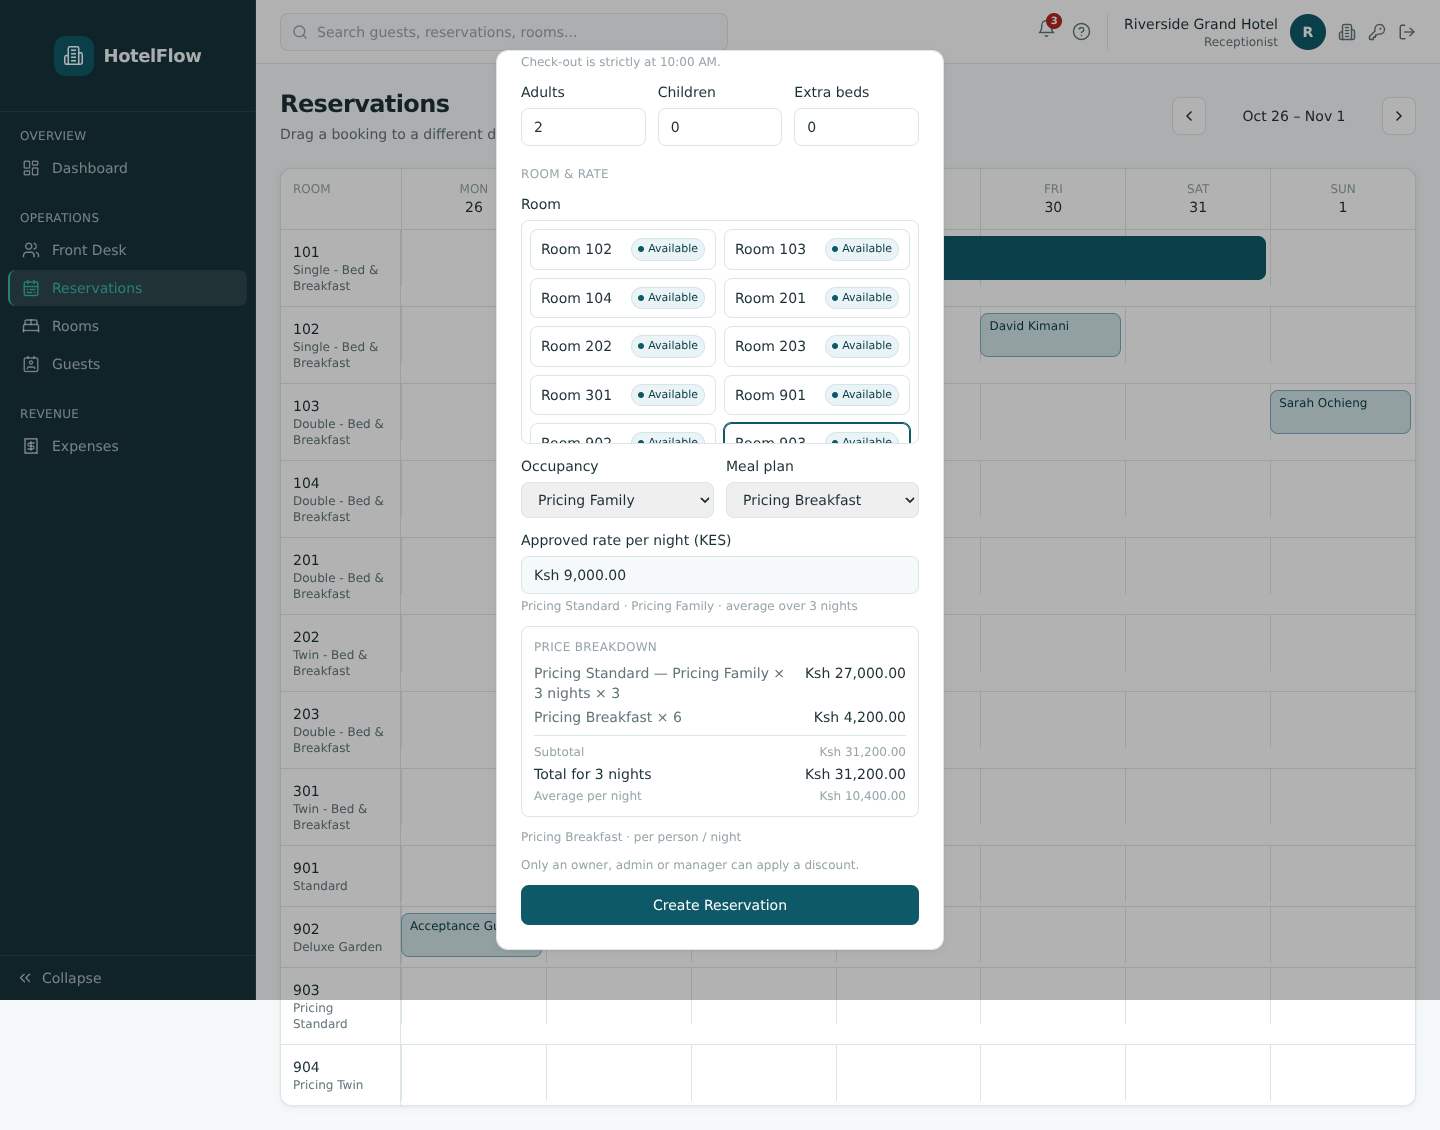 HotelFlow
OVERVIEW
Dashboard
OPERATIONS
Front Desk
Reservations
Rooms
Guests
REVENUE
Expenses
Collapse
Search guests, reservations, rooms...
3
Riverside Grand Hotel
Receptionist
R
Reservations
Drag a booking to a different d
Oct 26 – Nov 1
ROOM
MON
26
FRI
30
SAT
31
SUN
1
101
Single - Bed &
Breakfast
102
Single - Bed &
Breakfast
David Kimani
103
Double - Bed &
Breakfast
Sarah Ochieng
104
Double - Bed &
Breakfast
201
Double - Bed &
Breakfast
202
Twin - Bed &
Breakfast
203
Double - Bed &
Breakfast
301
Twin - Bed &
Breakfast
901
Standard
902
Deluxe Garden
Acceptance Gu
903
Pricing
Standard
904
Pricing Twin
Check-out is strictly at 10:00 AM.
Adults
Children
Extra beds
2
0
0
ROOM & RATE
Room
Room 102 Available
Room 103 Available
Room 104 Available
Room 201 Available
Room 202 Available
Room 203 Available
Room 301 Available
Room 901 Available
Room 902 Available
Room 903 Available
Occupancy
Meal plan
Pricing Family
Pricing Breakfast
Approved rate per night (KES)
Ksh 9,000.00
Pricing Standard · Pricing Family · average over 3 nights
PRICE BREAKDOWN
Pricing Standard — Pricing Family × Ksh 27,000.00
3 nights × 3
Pricing Breakfast × 6 Ksh 4,200.00
Subtotal Ksh 31,200.00
Total for 3 nights Ksh 31,200.00
Average per night Ksh 10,400.00
Pricing Breakfast · per person / night
Only an owner, admin or manager can apply a discount.
Create Reservation